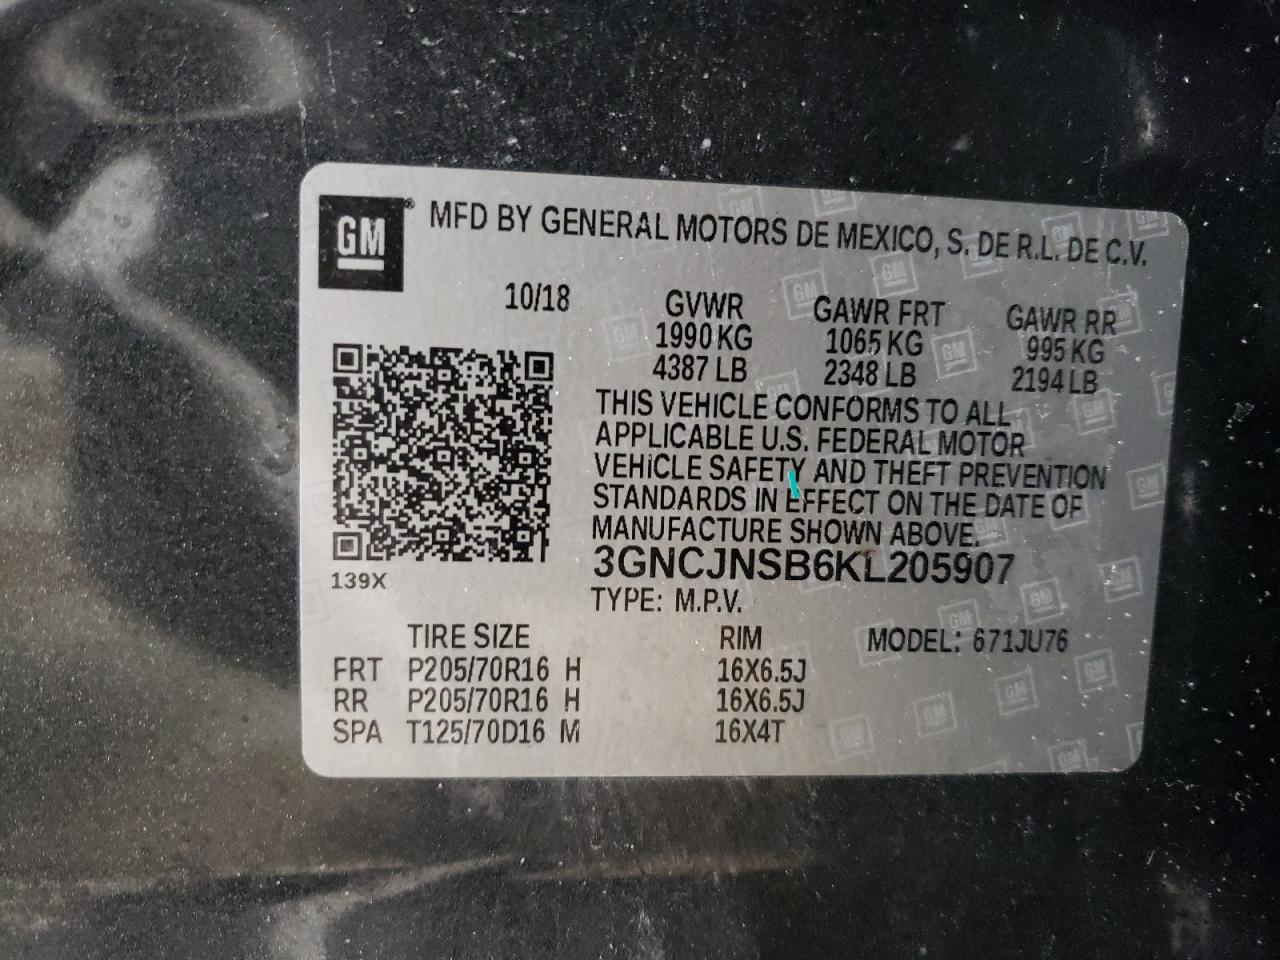 GM® MFD BY GENERAL MOTORS DE MEXICO, S. DE R.L. DE C.V.
10/18 GVWR GAWR FRT GAWR RR
1990 KG 1065 KG 995 KG
4387 LB 2348 LB 2194 LB
THIS VEHICLE CONFORMS TO ALL
APPLICABLE U.S. FEDERAL MOTOR
VEHICLE SAFETY AND THEFT PREVENTION
STANDARDS IN EFFECT ON THE DATE OF
MANUFACTURE SHOWN ABOVE.
3GNCJNSB6KL205907
139X
TYPE: M.P.V.
TIRE SIZE RIM MODEL: 671JU76
FRT P205/70R16 H 16X6.5J
RR P205/70R16 H 16X6.5J
SPA T125/70D16 M 16X4T